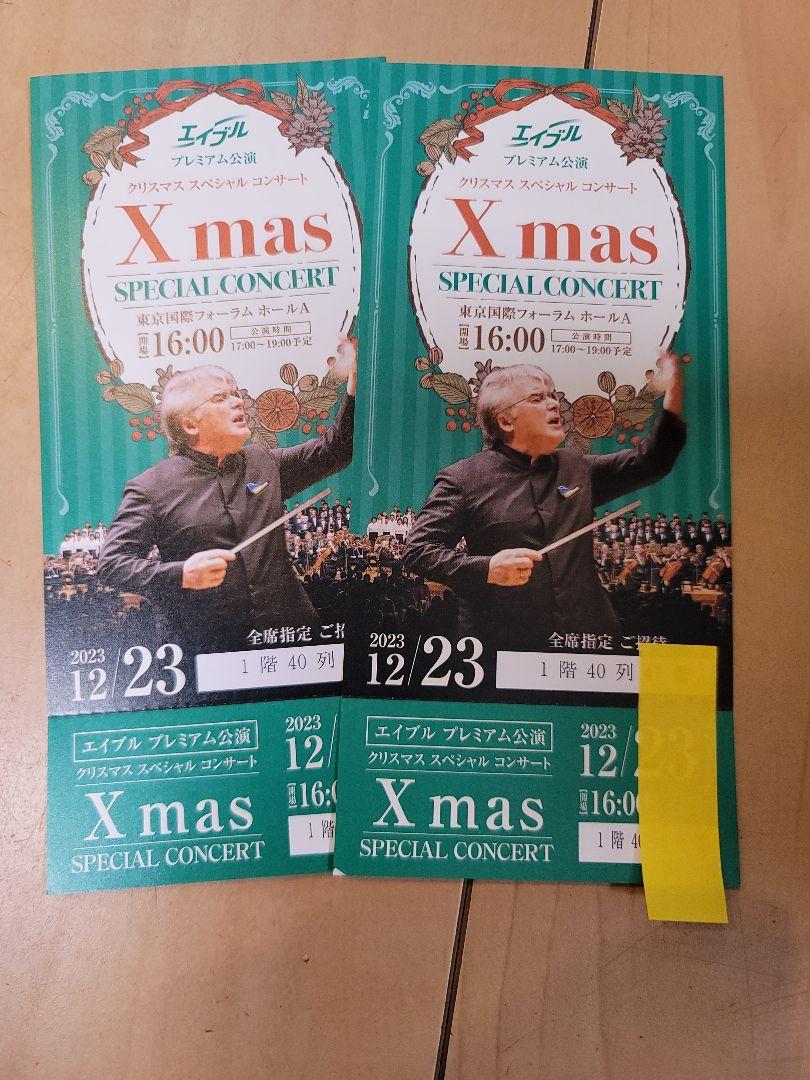 エイブル
プレミアム公演
クリスマス スペシャル コンサート
X mas
SPECIAL CONCERT
東京国際フォーラム ホールA
開場 16:00 公演時間
17:00〜19:00予定
全席指定
2023
12/23
1階 40列
エイブル プレミアム公演
クリスマス スペシャル コンサート
X mas
SPECIAL CONCERT
2023
12/
開場 16:
1階
エイブル
プレミアム公演
クリスマス スペシャル コンサート
X mas
SPECIAL CONCERT
東京国際フォーラム ホールA
開場 16:00 公演時間
17:00〜19:00予定
全席指定 ご招待
2023
12/23
1階 40列
エイブル プレミアム公演
クリスマス スペシャル コンサート
X mas
SPECIAL CONCERT
2023
12/23
開場 16:00
1階